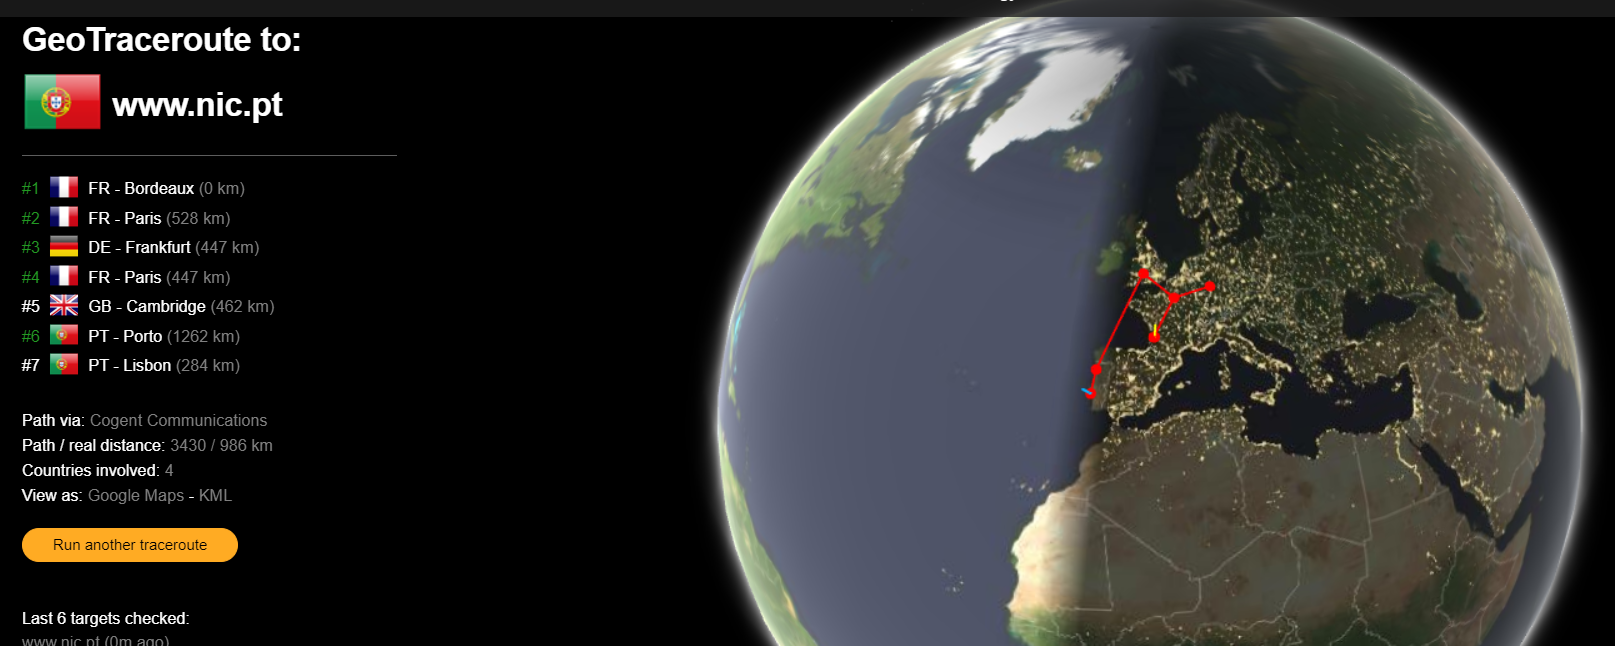 GeoTraceroute to:
www.nic.pt
#1 FR - Bordeaux (0 km)
#2 FR - Paris (528 km)
#3 DE - Frankfurt (447 km)
#4 FR - Paris (447 km)
#5 GB - Cambridge (462 km)
#6 PT - Porto (1262 km)
#7 PT - Lisbon (284 km)
Path via: Cogent Communications
Path / real distance: 3430 / 986 km
Countries involved: 4
View as: Google Maps - KML
Run another traceroute
Last 6 targets checked:
www.nic.pt (0m ago)